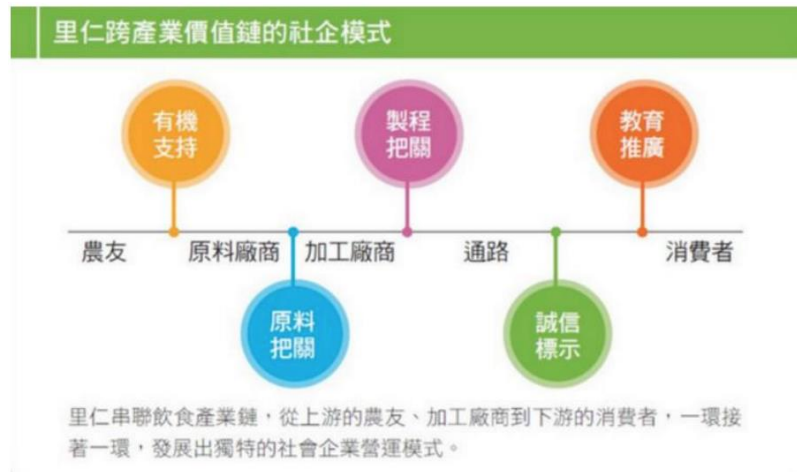 里仁跨產業價值鏈的社企模式
有機
支持
製程
把關
教育
推廣
農友
原料廠商
加工廠商
通路
消費者
原料
把關
誠信
標示
里仁串聯飲食產業鏈,從上游的農友、加工廠商到下游的消費者,一環接
著一環,發展出獨特的社會企業營運模式。